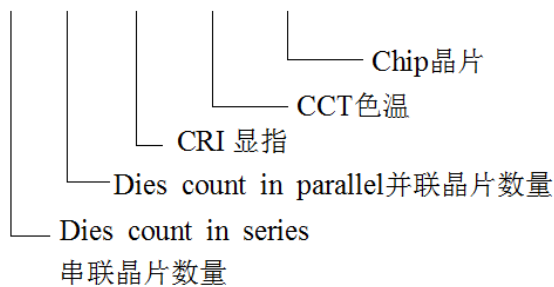 Chip晶片
CCT色温
CRI 显指
Dies count in parallel并联晶片数量
Dies count in series
串联晶片数量